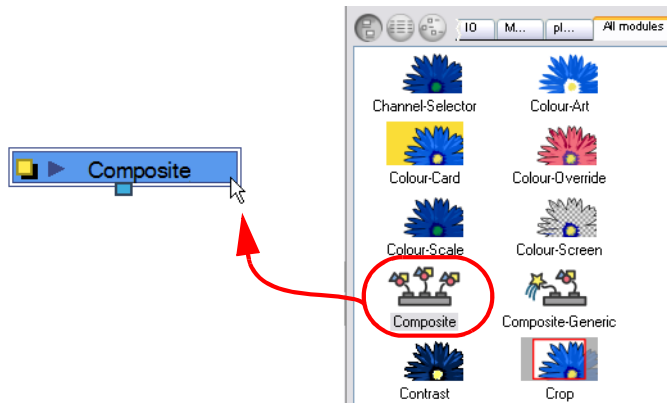 IO M... pl... All modules
Channel-Selector Colour-Art
Composite
Colour-Card Colour-Override
Colour-Scale Colour-Screen
Composite Composite-Generic
Contrast Crop